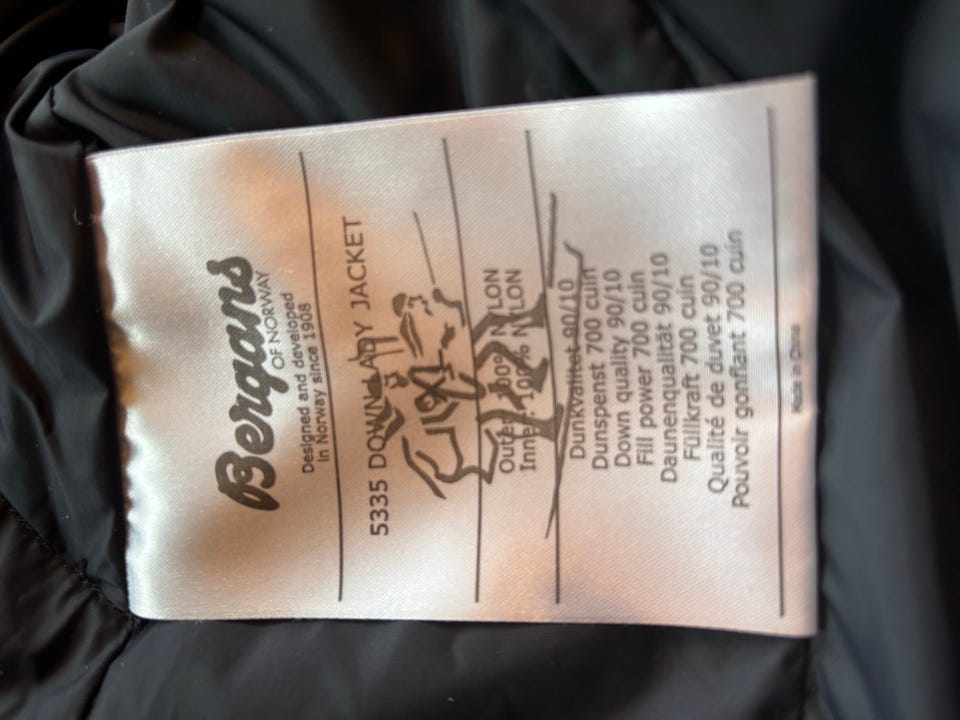 Bergans
OF NORWAY
Designed and developed
in Norway since 1908
5335 DOWN LADY JACKET
Outer: 100% NYLON
Inner: 100% NYLON
Dunkvalitet 90/10
Dunspenst 700 cuin
Down quality 90/10
Fill power 700 cuin
Daunenqualität 90/10
Füllkraft 700 cuin
Qualité de duvet 90/10
Pouvoir gonflant 700 cuin
Made in China